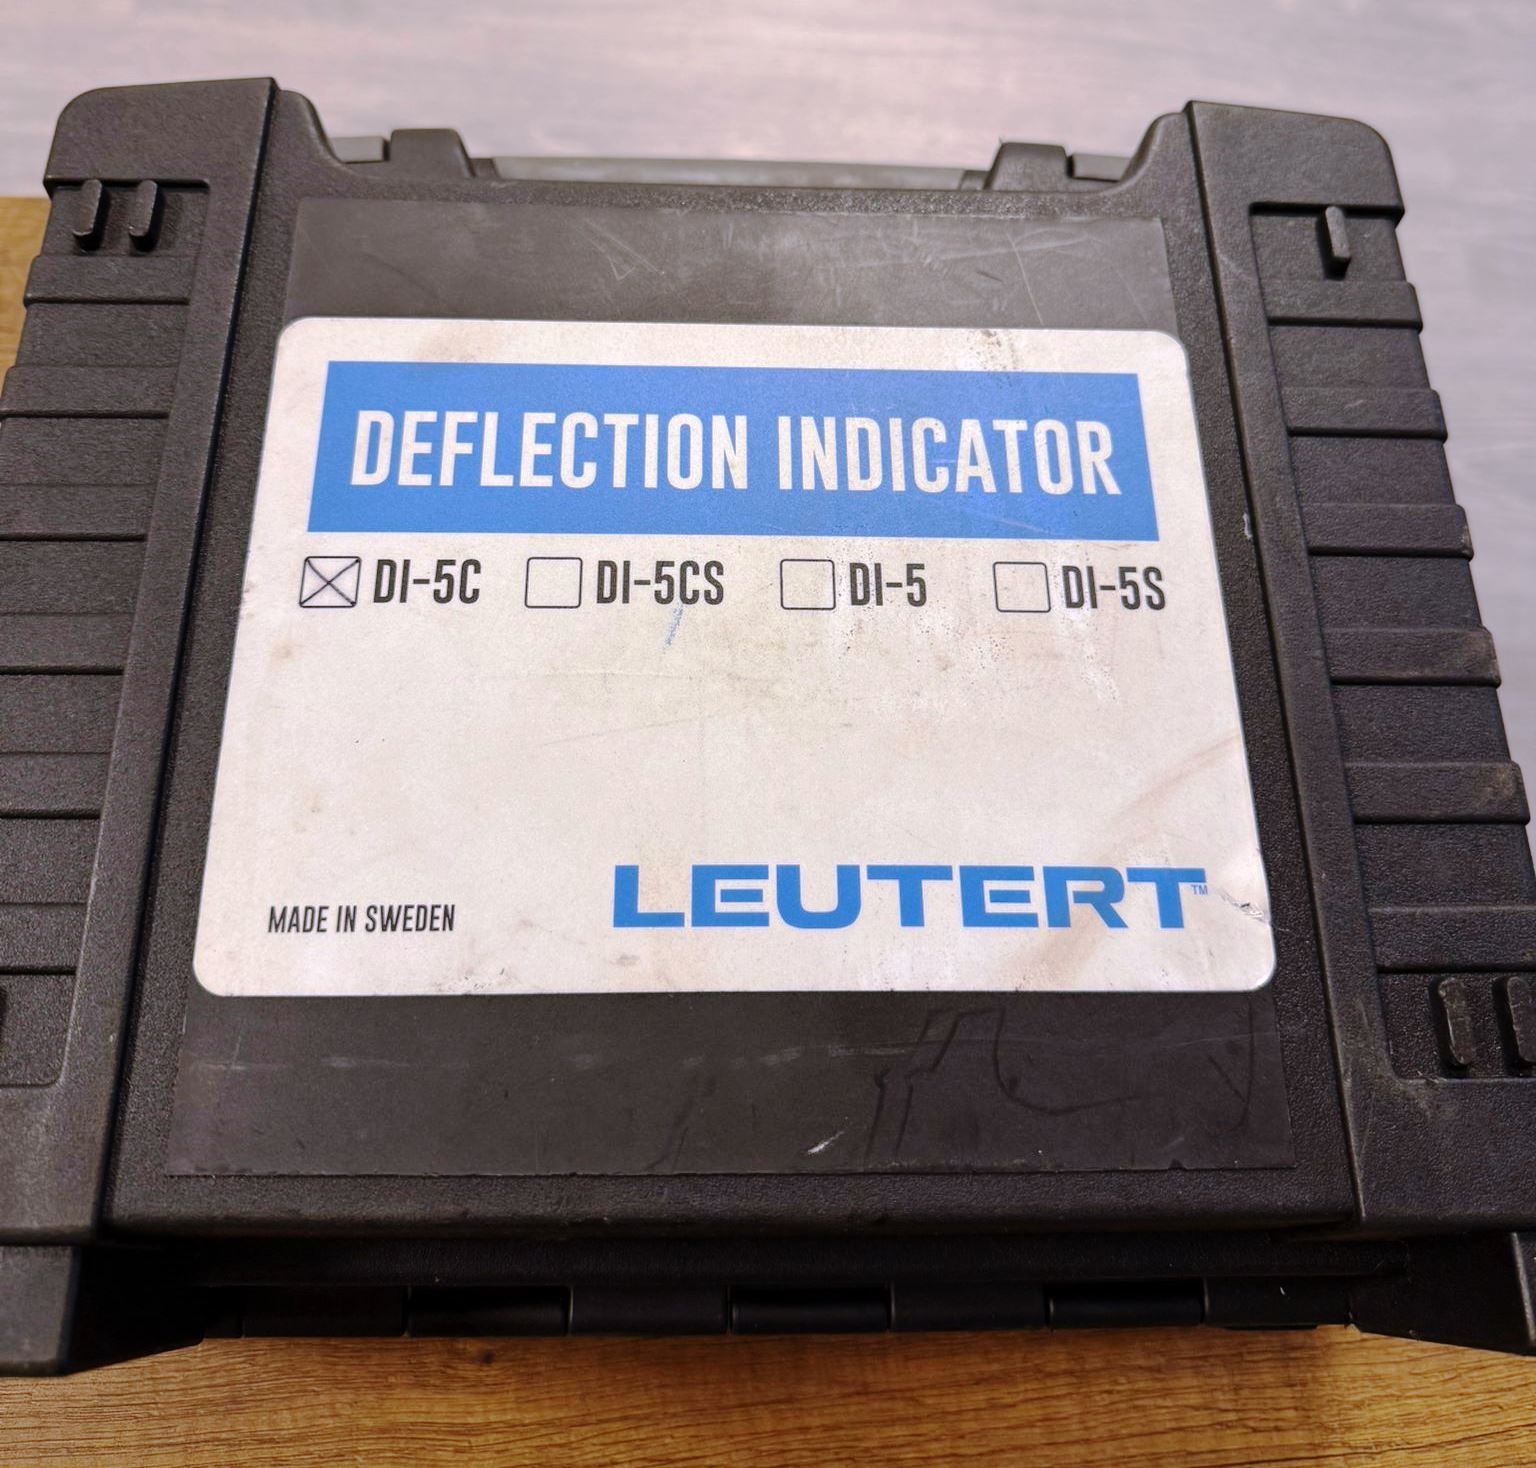 DEFLECTION INDICATOR
DI-5C DI-5CS DI-5 DI-5S
MADE IN SWEDEN LEUTERT™